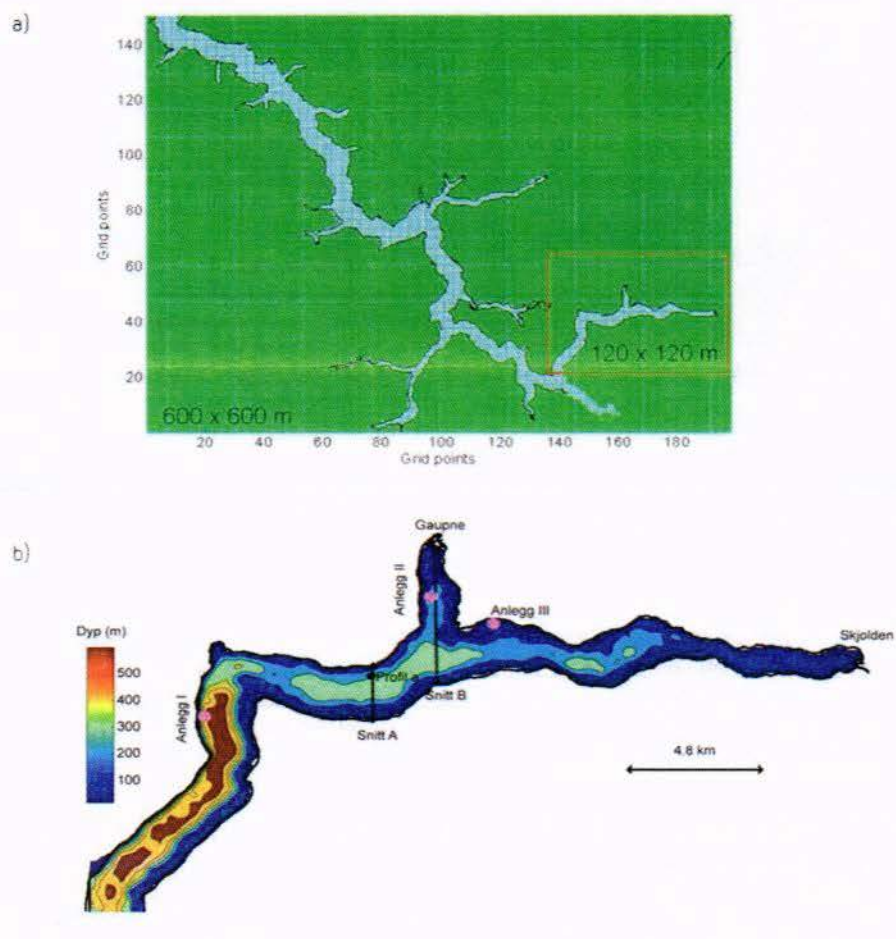 a)
140
120
100
80
60
40
20
Grid points
120 x 120 m
600 x 600 m
20 40 60 80 100 120 140 160 180
Grid points
b)
Gaupne
Anlegg II
Anlegg III
Skjolden
Dyp (m)
500
400
300
200
100
Anlegg I
Profil a
Snitt B
Snitt A
4.8 km